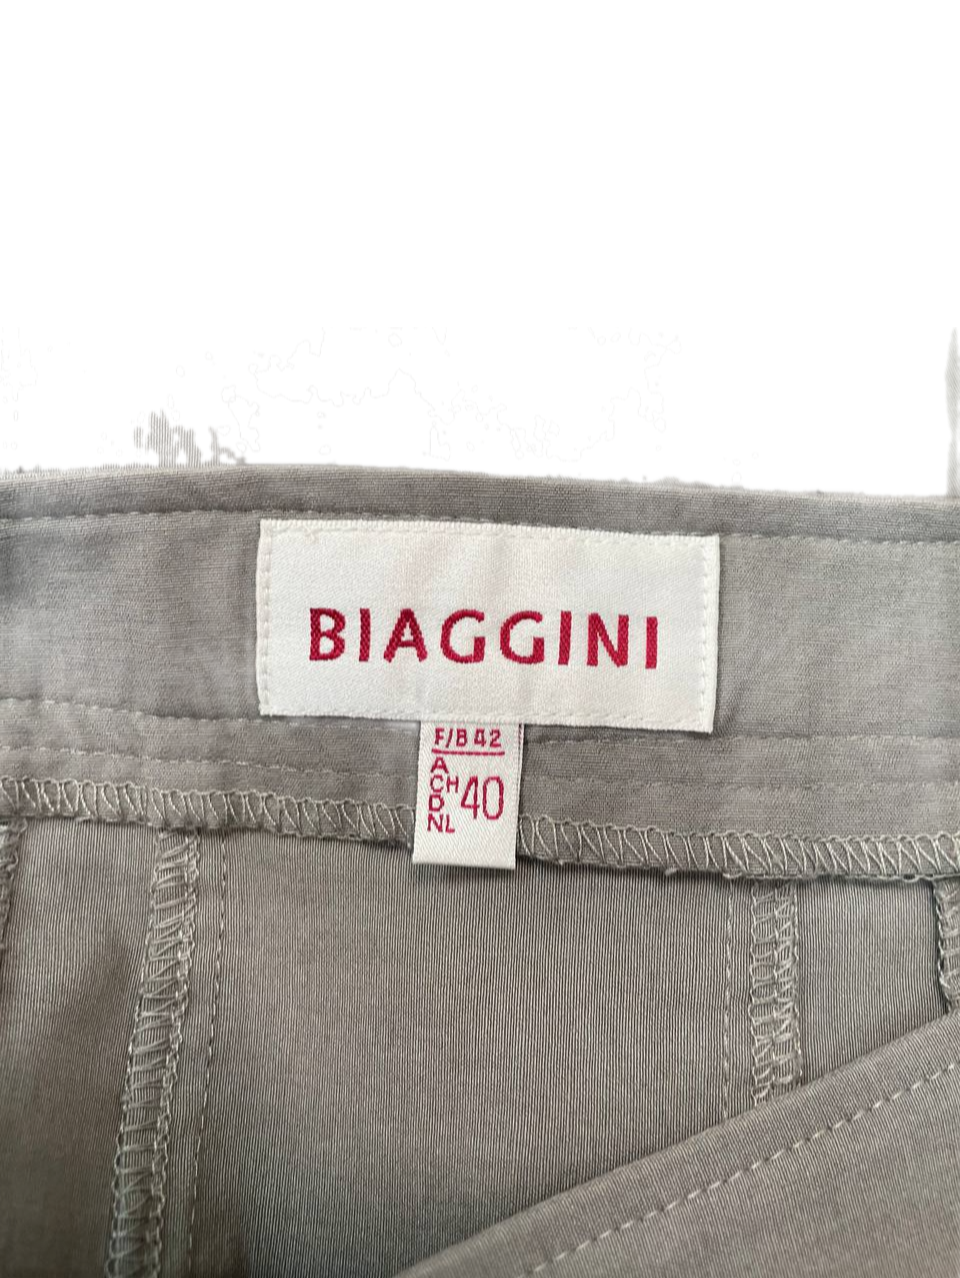 BIAGGINI
F/B 42
A
CH 40
D
NL